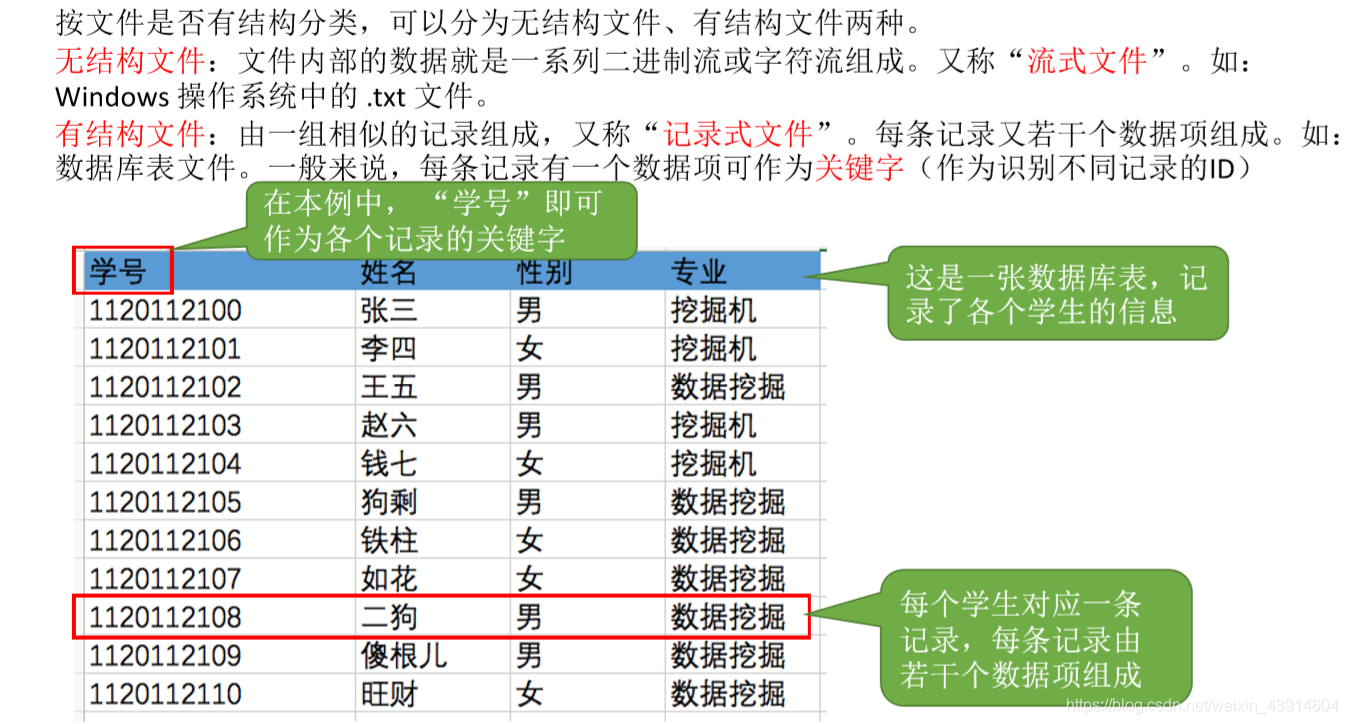 按文件是否有结构分类，可以分为无结构文件、有结构文件两种。
无结构文件：文件内部的数据就是一系列二进制流或字符流组成。又称“流式文件”。如：
Windows 操作系统中的 .txt 文件。
有结构文件：由一组相似的记录组成，又称“记录式文件”。每条记录又若干个数据项组成。如：
数据库表文件。一般来说，每条记录有一个数据项可作为关键字（作为识别不同记录的ID）
在本例中，“学号”即可
作为各个记录的关键字
学号 姓名 性别 专业
这是一张数据库表，记
录了各个学生的信息
1120112100 张三 男 挖掘机
1120112101 李四 女 挖掘机
1120112102 王五 男 数据挖掘
1120112103 赵六 男 挖掘机
1120112104 钱七 女 挖掘机
1120112105 狗剩 男 数据挖掘
1120112106 铁柱 女 数据挖掘
1120112107 如花 女 数据挖掘
1120112108 二狗 男 数据挖掘
1120112109 傻根儿 男 数据挖掘
1120112110 旺财 女 数据挖掘
每个学生对应一条
记录，每条记录由
若干个数据项组成
https://blog.csdn.net/weixin_43914604